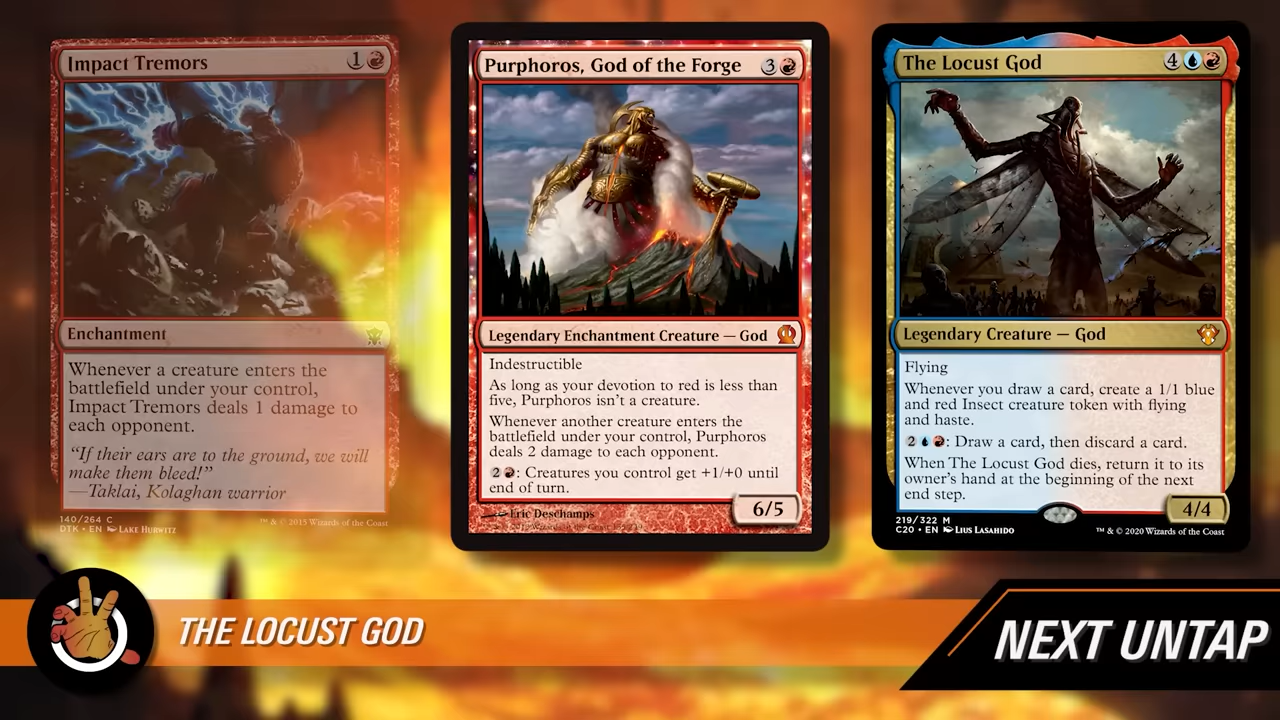 Impact Tremors 1
Enchantment
Whenever a creature enters the
battlefield under your control,
Impact Tremors deals 1 damage to
each opponent.
“If their ears are to the ground, we will
make them bleed!”
—Taklai, Kolaghan warrior
140/264 C
DTK • EN Lake Hurwitz
™ & © 2015 Wizards of the Coast
Purphoros, God of the Forge 3
Legendary Enchantment Creature — God
Indestructible
As long as your devotion to red is less than
five, Purphoros isn’t a creature.
Whenever another creature enters the
battlefield under your control, Purphoros
deals 2 damage to each opponent.
2: Creatures you control get +1/+0 until
end of turn.
6/5
Eric Deschamps
The Locust God 4
Legendary Creature — God
Flying
Whenever you draw a card, create a 1/1 blue
and red Insect creature token with flying
and haste.
2: Draw a card, then discard a card.
When The Locust God dies, return it to its
owner’s hand at the beginning of the next
end step.
4/4
219/322 M
C20 • EN Lius Lasahido
™ & © 2020 Wizards of the Coast
THE LOCUST GOD
NEXT UNTAP